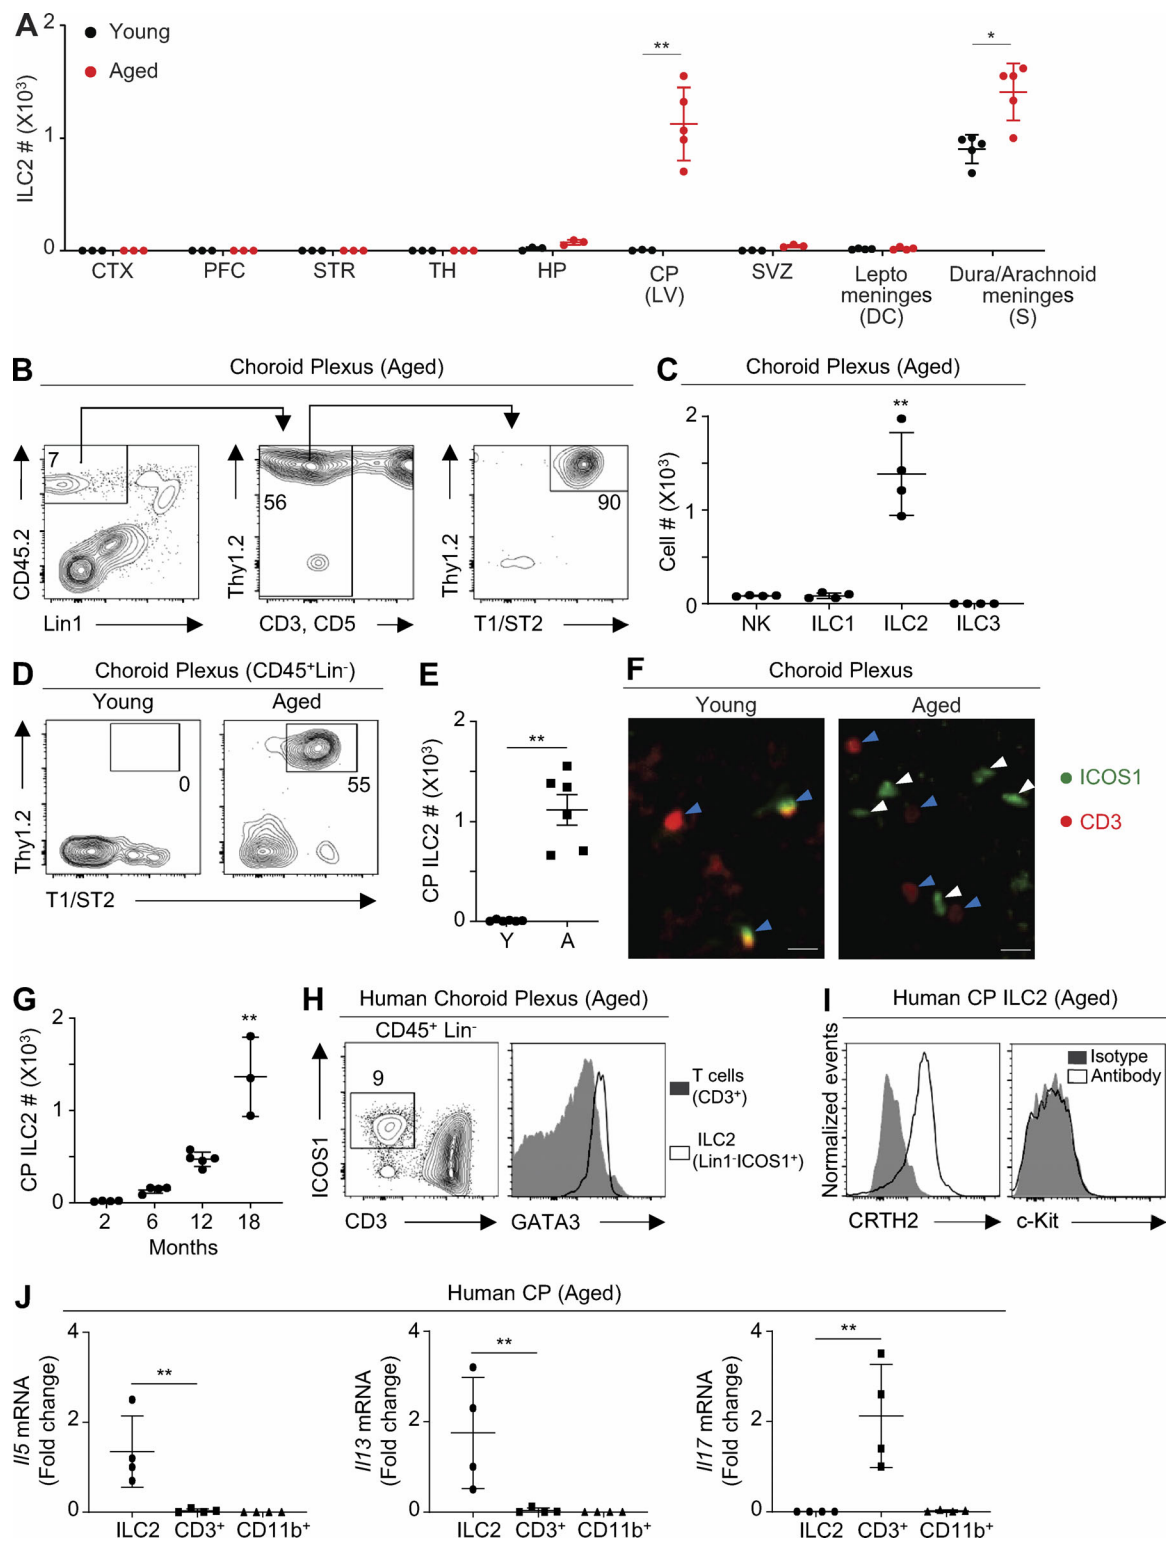 A
2
Young
Aged
**
*
ILC2 # (X10³)
1
0
CTX
PFC
STR
TH
HP
CP
(LV)
SVZ
Lepto
meninges
(DC)
Dura/Arachnoid
meninges
(S)
B
Choroid Plexus (Aged)
7
56
90
CD45.2
Thy1.2
Thy1.2
Lin1
CD3, CD5
T1/ST2
C
Choroid Plexus (Aged)
**
2
1
0
Cell # (X10³)
NK
ILC1
ILC2
ILC3
D
Choroid Plexus (CD45⁺Lin⁻)
Young
Aged
0
55
Thy1.2
T1/ST2
E
2
**
1
0
CP ILC2 # (X10³)
Y
A
F
Choroid Plexus
Young
Aged
ICOS1
CD3
G
2
**
1
0
CP ILC2 # (X10³)
2
6
12
18
Months
H
Human Choroid Plexus (Aged)
CD45⁺ Lin⁻
9
ICOS1
CD3
GATA3
T cells
(CD3⁺)
ILC2
(Lin1⁻ICOS1⁺)
I
Human CP ILC2 (Aged)
Normalized events
Isotype
Antibody
CRTH2
c-Kit
J
Human CP (Aged)
4
**
2
0
Il5 mRNA
(Fold change)
ILC2
CD3⁺
CD11b⁺
4
**
2
0
Il13 mRNA
(Fold change)
ILC2
CD3⁺
CD11b⁺
4
**
2
0
Il17 mRNA
(Fold change)
ILC2
CD3⁺
CD11b⁺